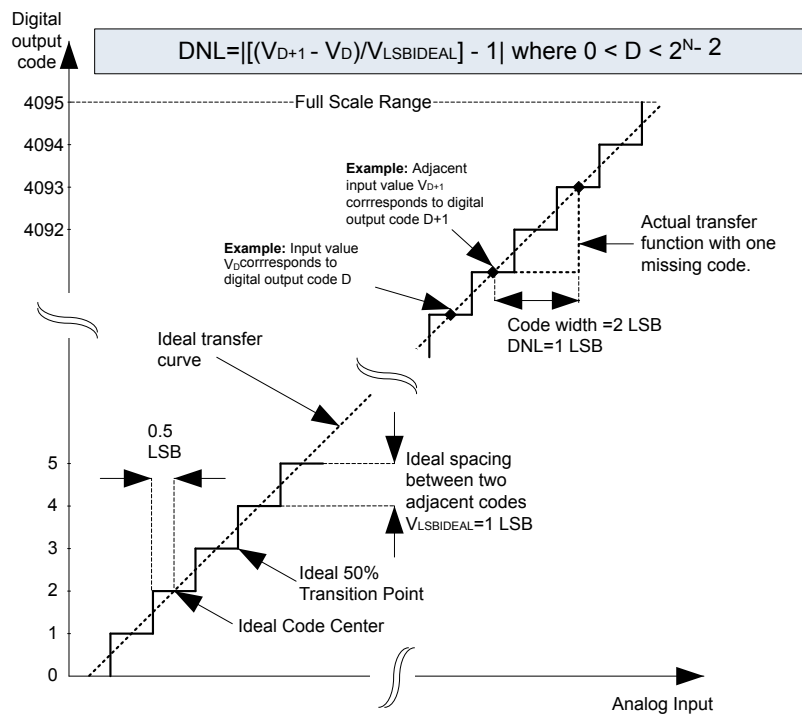 Digital
output
code
DNL=|[(VD+1 - VD)/VLSBIDEAL] - 1| where 0 < D < 2^N- 2
4095
Full Scale Range
4094
4093
4092
Example: Adjacent
input value VD+1
corrresponds to digital
output code D+1
Example: Input value
VDcorrresponds to
digital output code D
Actual transfer
function with one
missing code.
Code width =2 LSB
DNL=1 LSB
Ideal transfer
curve
0.5
LSB
5
4
3
2
1
0
Ideal spacing
between two
adjacent codes
VLSBIDEAL=1 LSB
Ideal 50%
Transition Point
Ideal Code Center
Analog Input